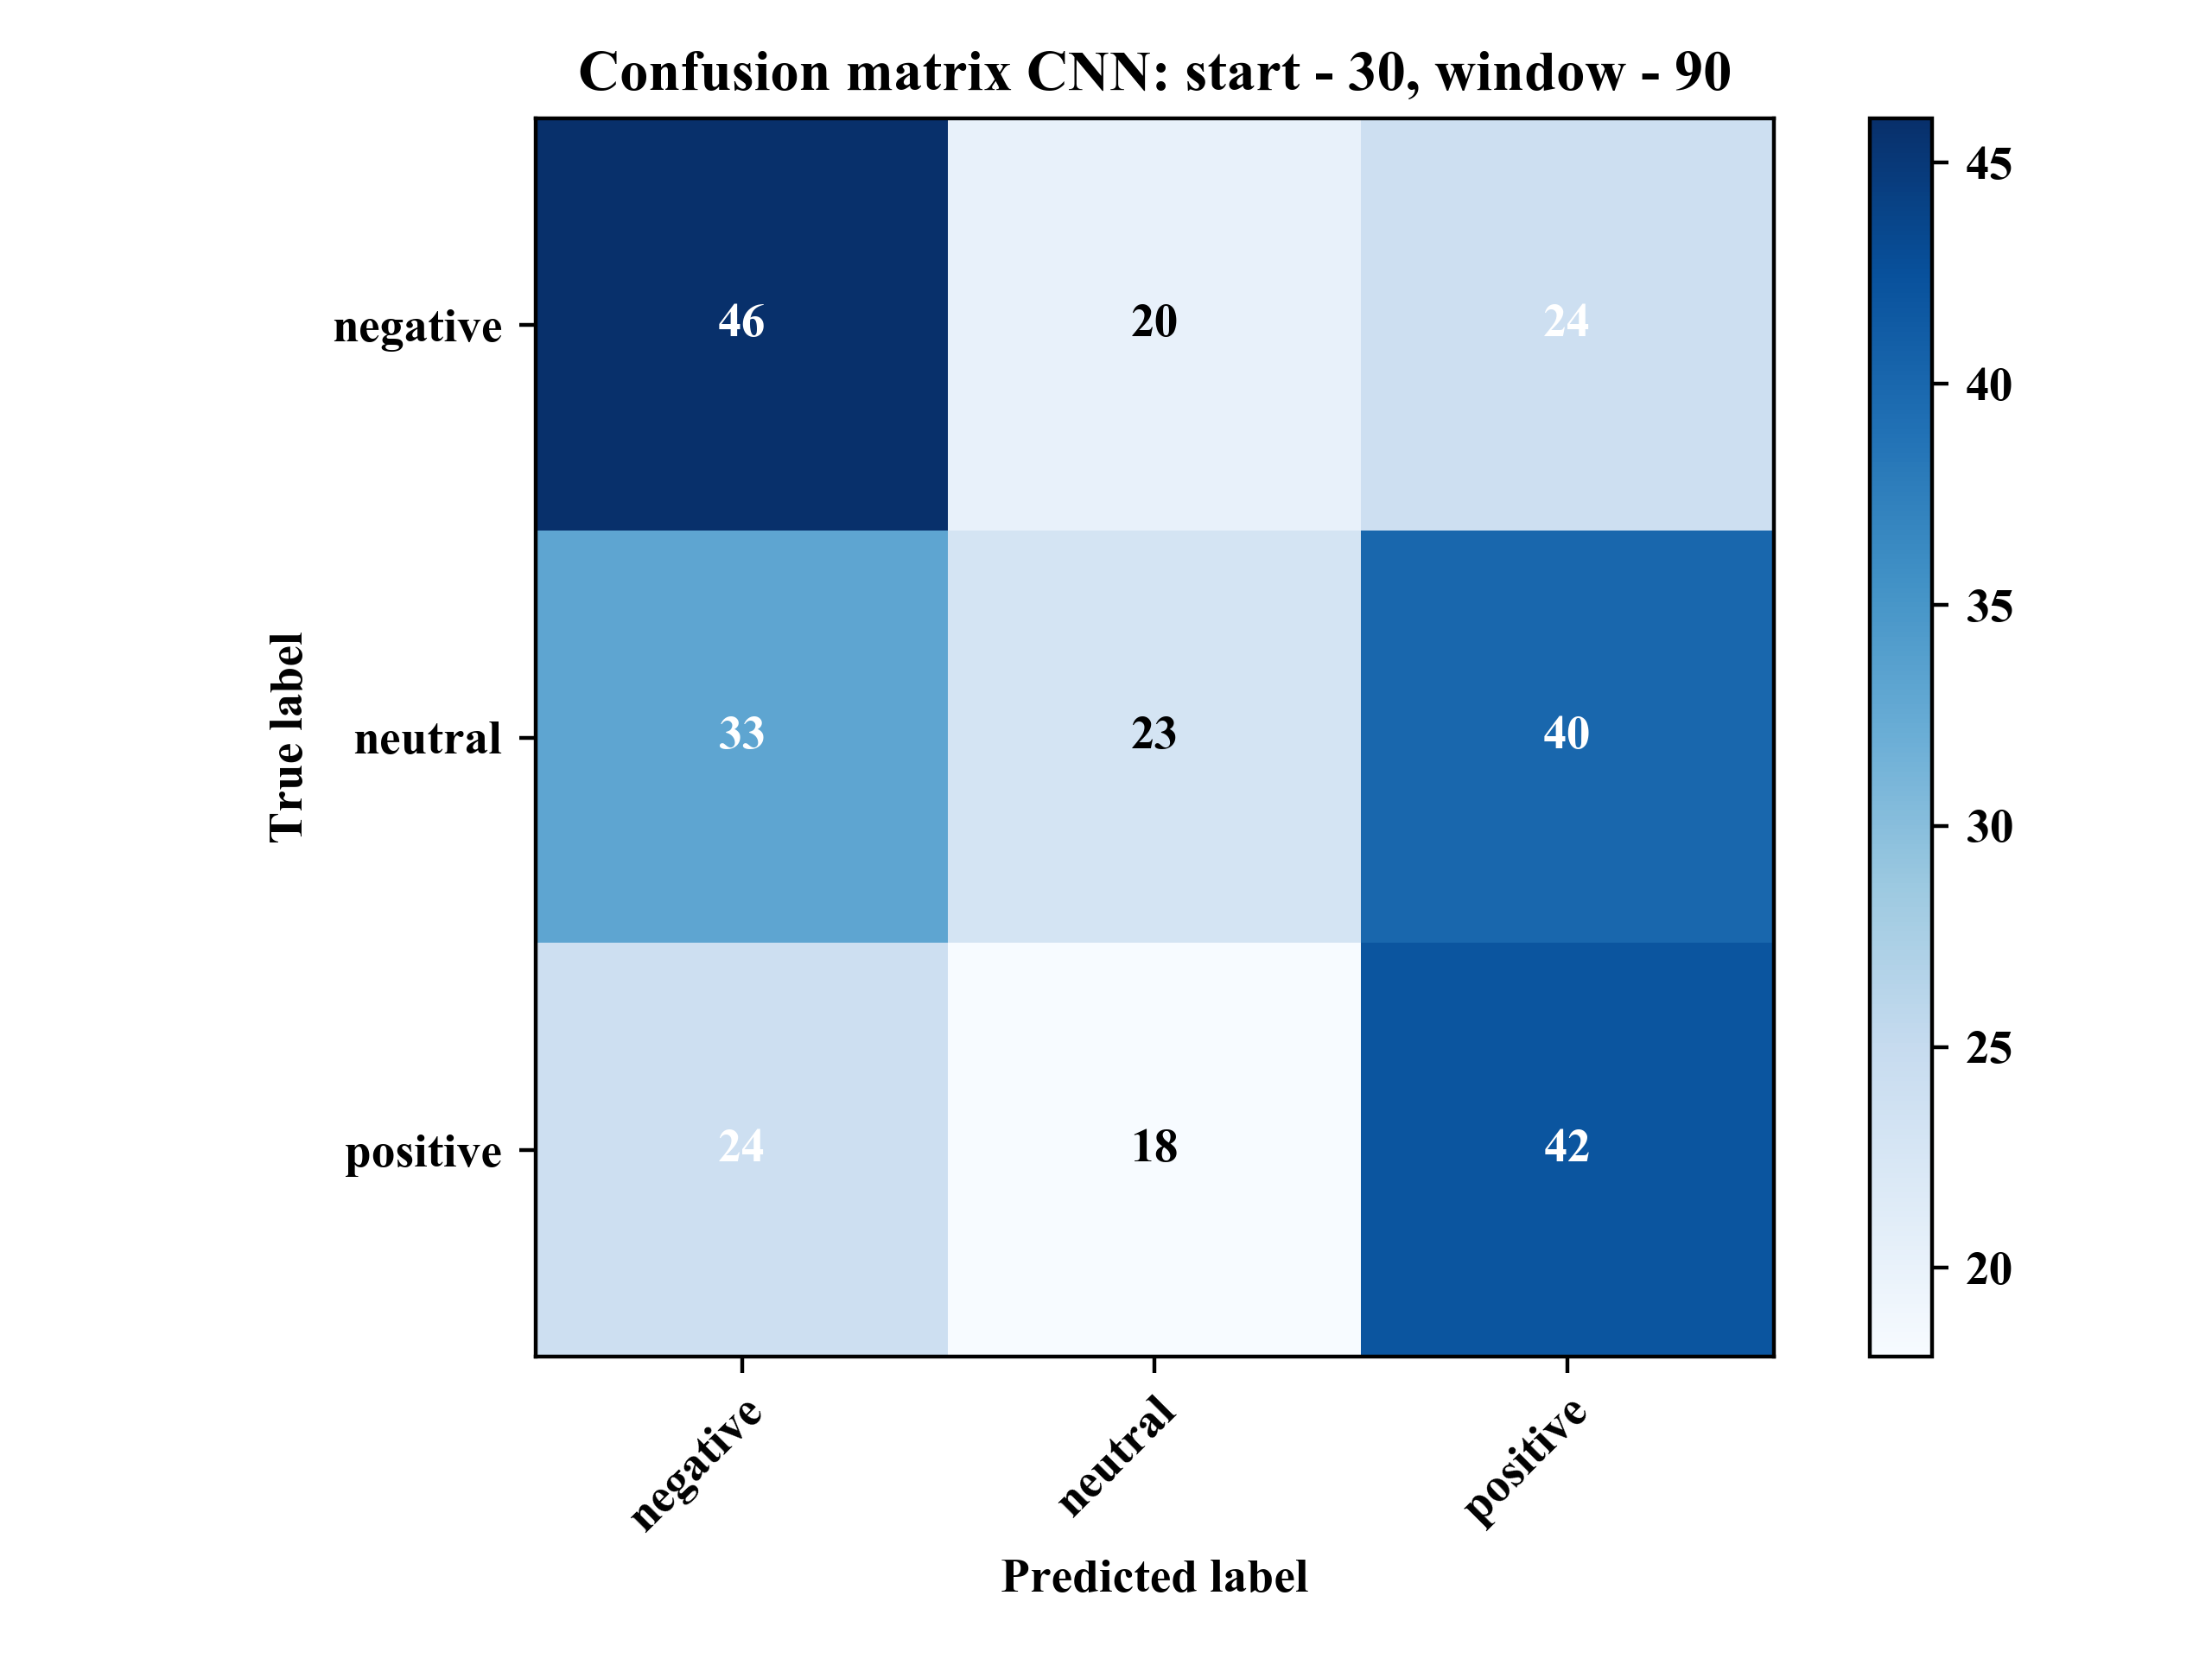 Confusion matrix CNN: start - 30, window - 90
True label
negative
46
20
24
neutral
33
23
40
positive
24
18
42
negative
neutral
positive
Predicted label
45
40
35
30
25
20